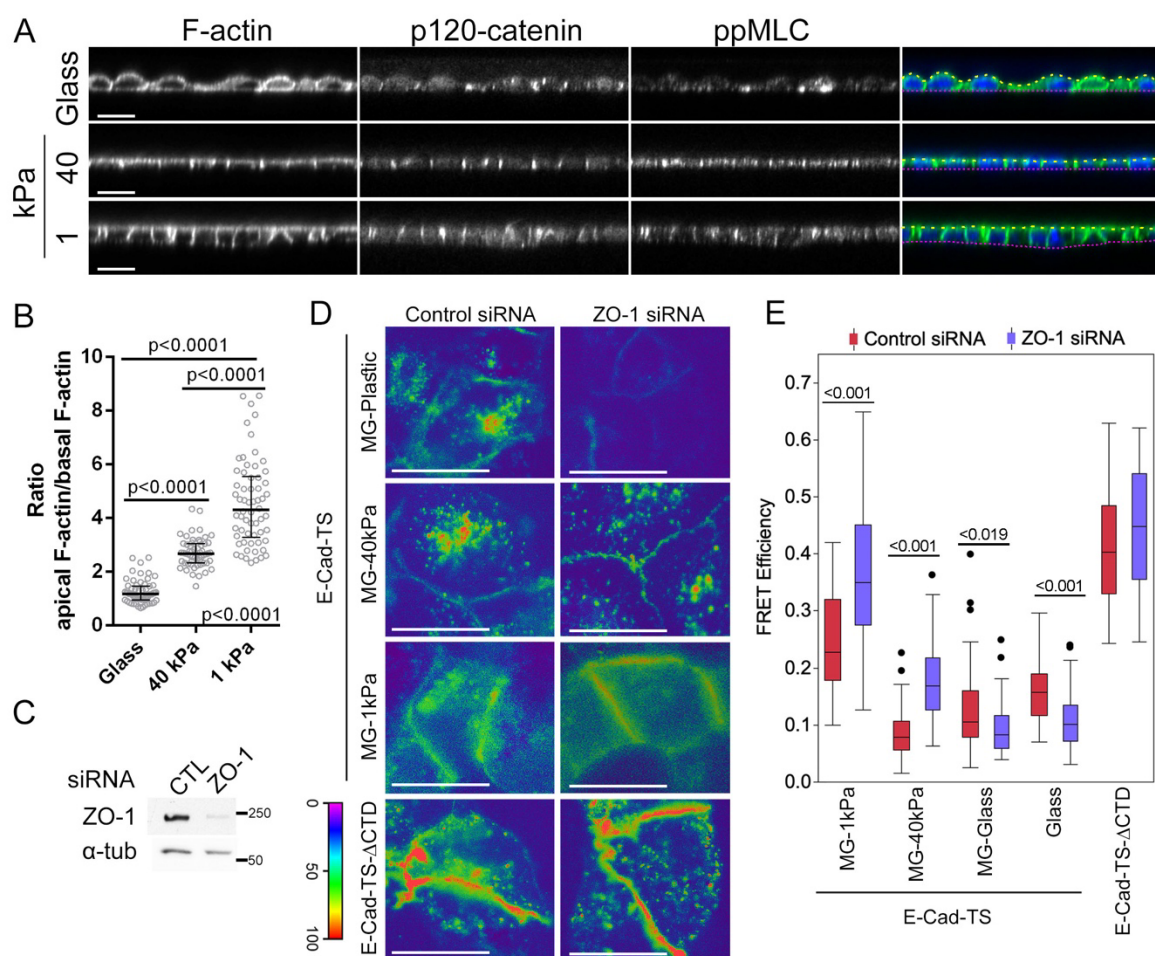 A
F-actin
p120-catenin
ppMLC
Glass
kPa
40
1
B
Ratio
apical F-actin/basal F-actin
10
8
6
4
2
0
p<0.0001
p<0.0001
p<0.0001
p<0.0001
Glass
40 kPa
1 kPa
C
siRNA
CTL
ZO-1
ZO-1
250
α-tub
50
D
Control siRNA
ZO-1 siRNA
E-Cad-TS
MG-Plastic
MG-40kPa
MG-1kPa
E-Cad-TS-ΔCTD
0
50
100
E
Control siRNA
ZO-1 siRNA
FRET Efficiency
0.7
0.6
0.5
0.4
0.3
0.2
0.1
0.0
<0.001
<0.001
<0.019
<0.001
MG-1kPa
MG-40kPa
MG-Glass
Glass
E-Cad-TS-ΔCTD
E-Cad-TS